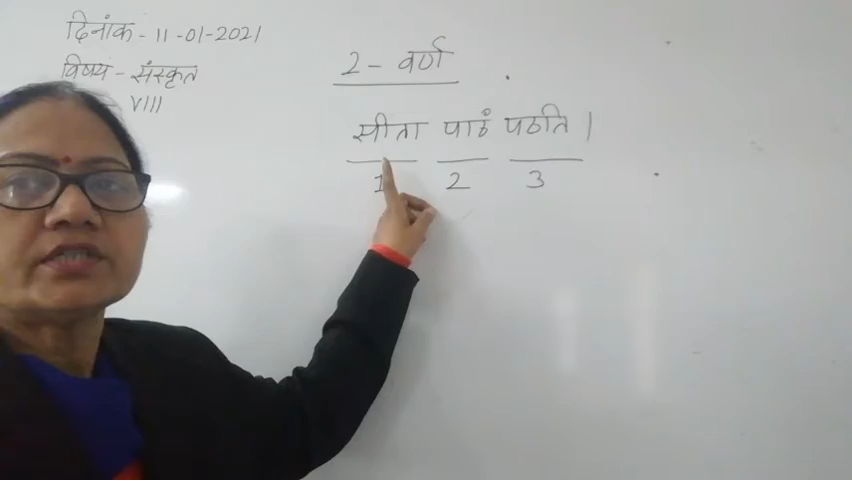 दिनांक - 11-01-2021
विषय - संस्कृत
VIII
2 - वर्ण
सीता पाठं पठति ।
1 2 3